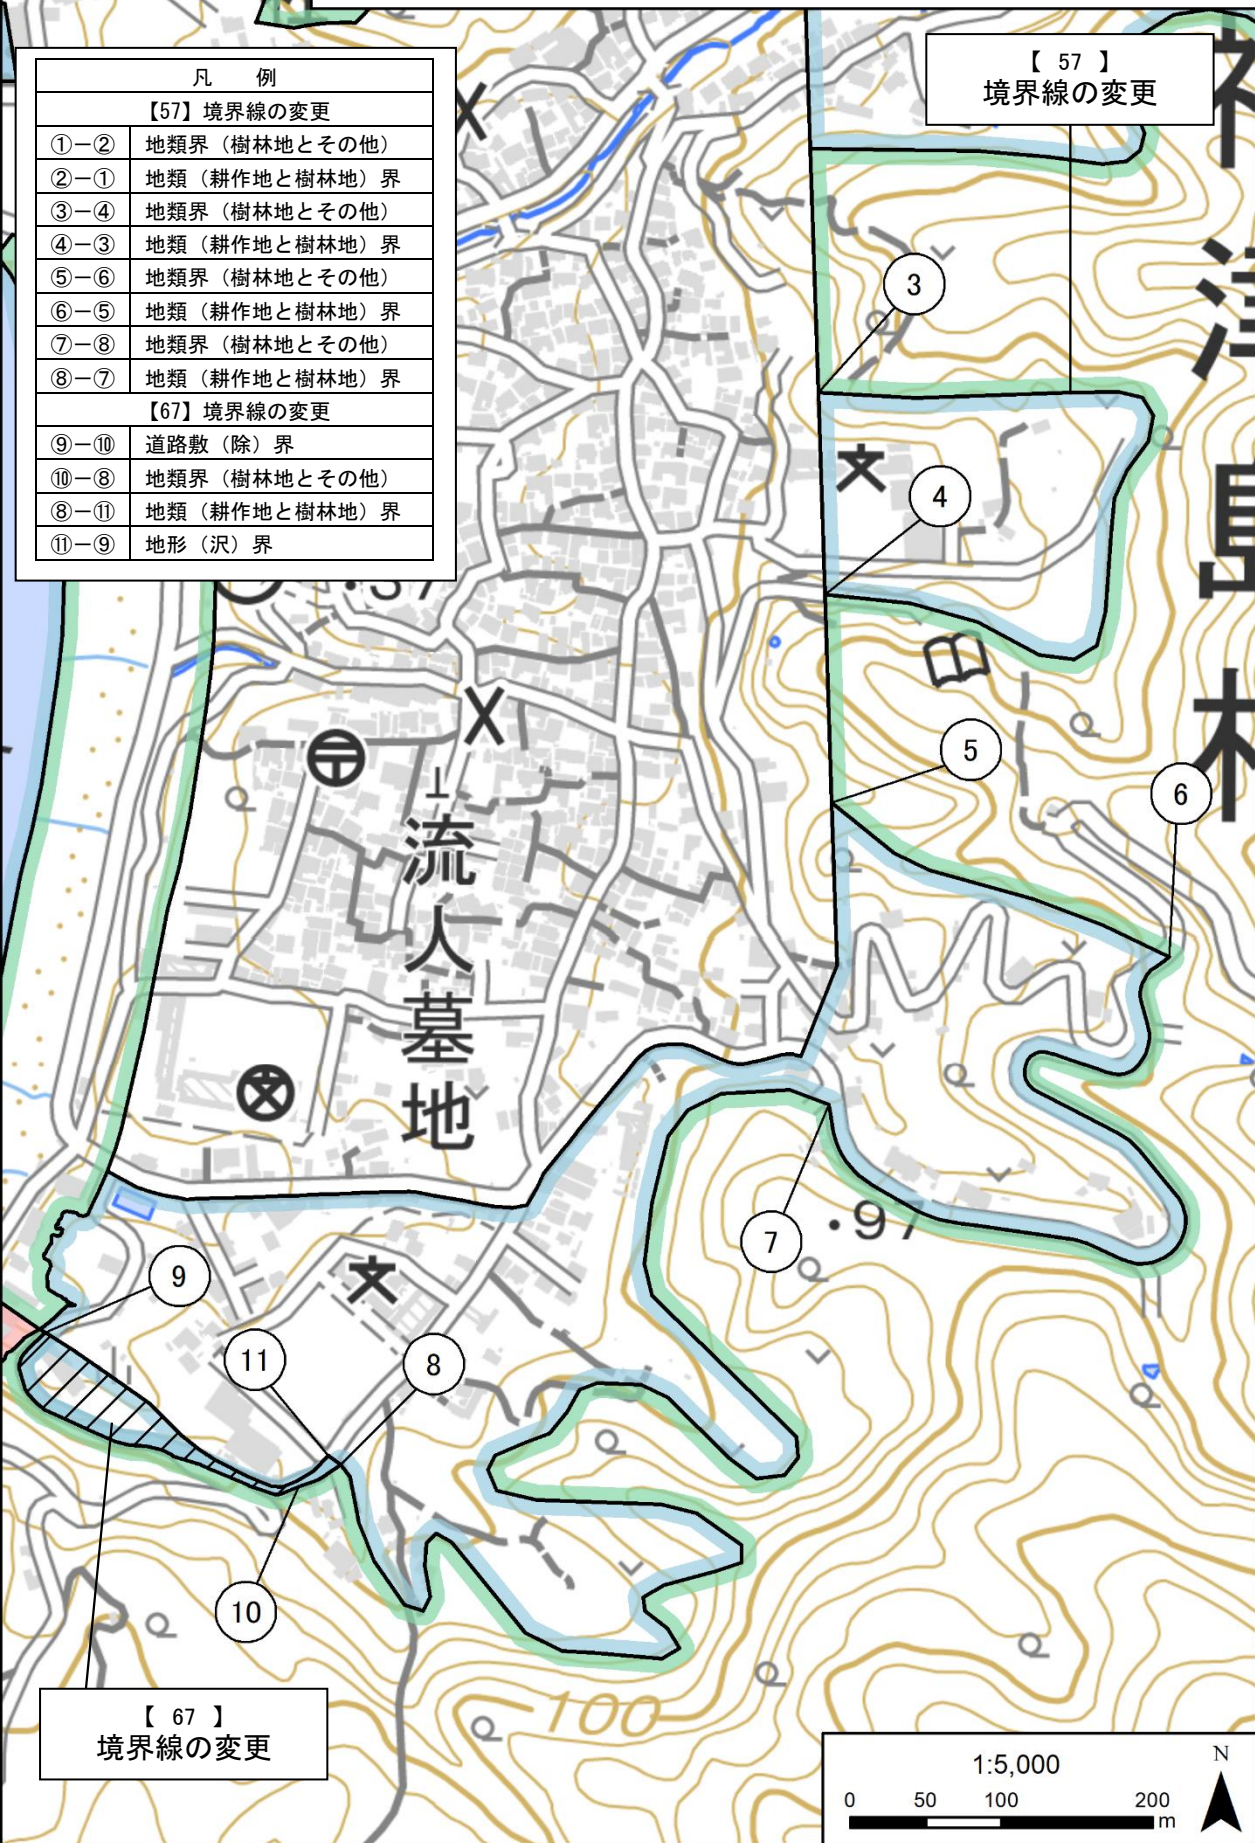 凡　例
【57】境界線の変更
①－② 地類界（樹林地とその他）
②－① 地類（耕作地と樹林地）界
③－④ 地類界（樹林地とその他）
④－③ 地類（耕作地と樹林地）界
⑤－⑥ 地類界（樹林地とその他）
⑥－⑤ 地類（耕作地と樹林地）界
⑦－⑧ 地類界（樹林地とその他）
⑧－⑦ 地類（耕作地と樹林地）界
【67】境界線の変更
⑨－⑩ 道路敷（除）界
⑩－⑧ 地類界（樹林地とその他）
⑧－⑪ 地類（耕作地と樹林地）界
⑪－⑨ 地形（沢）界
【 57 】
境界線の変更
3
4
5
6
津島村
流人墓地
7
・97
9
11
8
10
【 67 】
境界線の変更
100
1:5,000
0 50 100 200
m
N